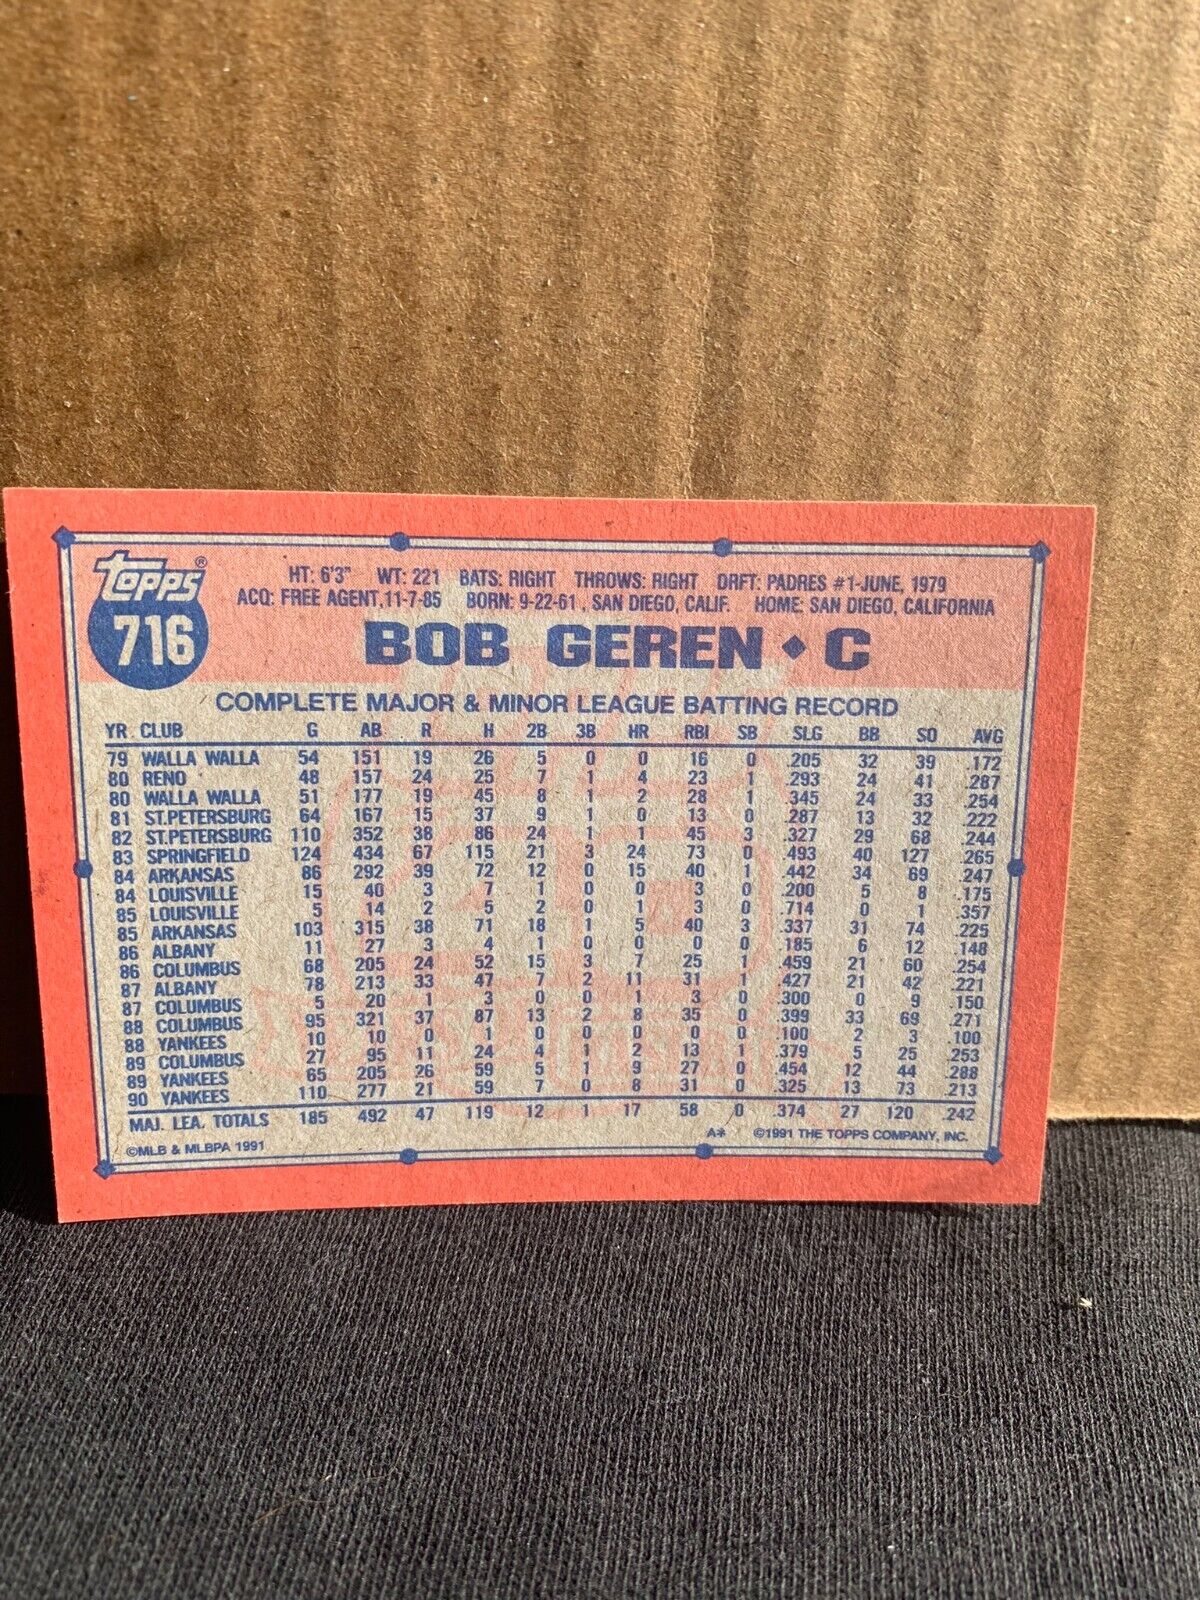 topps®
716
HT: 6'3" WT: 221 BATS: RIGHT THROWS: RIGHT DRFT: PADRES #1-JUNE, 1979
ACQ: FREE AGENT,11-7-85 BORN: 9-22-61 , SAN DIEGO, CALIF. HOME: SAN DIEGO, CALIFORNIA
BOB GEREN ◆ C
COMPLETE MAJOR & MINOR LEAGUE BATTING RECORD
YR CLUB G AB R H 2B 3B HR RBI SB SLG BB SO AVG
79 WALLA WALLA 54 151 19 26 5 0 0 16 0 .205 32 39 .172
80 RENO 48 157 24 25 7 1 4 23 1 .293 24 41 .287
80 WALLA WALLA 51 177 19 45 8 1 2 28 1 .345 24 33 .254
81 ST.PETERSBURG 64 167 15 37 9 1 0 13 0 .287 13 32 .222
82 ST.PETERSBURG 110 352 38 86 24 1 1 45 3 .327 29 68 .244
83 SPRINGFIELD 124 434 67 115 21 3 24 73 0 .493 40 127 .265
84 ARKANSAS 86 292 39 72 12 0 15 40 1 .442 34 69 .247
84 LOUISVILLE 15 40 3 7 1 0 0 3 0 .200 5 8 .175
85 LOUISVILLE 5 14 2 5 2 0 1 3 0 .714 0 1 .357
85 ARKANSAS 103 315 38 71 18 1 5 40 3 .337 31 74 .225
86 ALBANY 11 27 3 4 1 0 0 0 0 .185 6 12 .148
86 COLUMBUS 68 205 24 52 15 3 7 25 1 .459 21 60 .254
87 ALBANY 78 213 33 47 7 2 11 31 1 .427 21 42 .221
87 COLUMBUS 5 20 1 3 0 0 1 3 0 .300 0 9 .150
88 COLUMBUS 95 321 37 87 13 2 8 35 0 .399 33 69 .271
88 YANKEES 10 10 0 1 0 0 0 0 0 .100 2 3 .100
89 COLUMBUS 27 95 11 24 4 1 2 13 1 .379 5 25 .253
89 YANKEES 65 205 26 59 5 1 9 27 0 .454 12 44 .288
90 YANKEES 110 277 21 59 7 0 8 31 0 .325 13 73 .213
MAJ. LEA. TOTALS 185 492 47 119 12 1 17 58 0 .374 27 120 .242
©MLB & MLBPA 1991 A* ©1991 THE TOPPS COMPANY, INC.